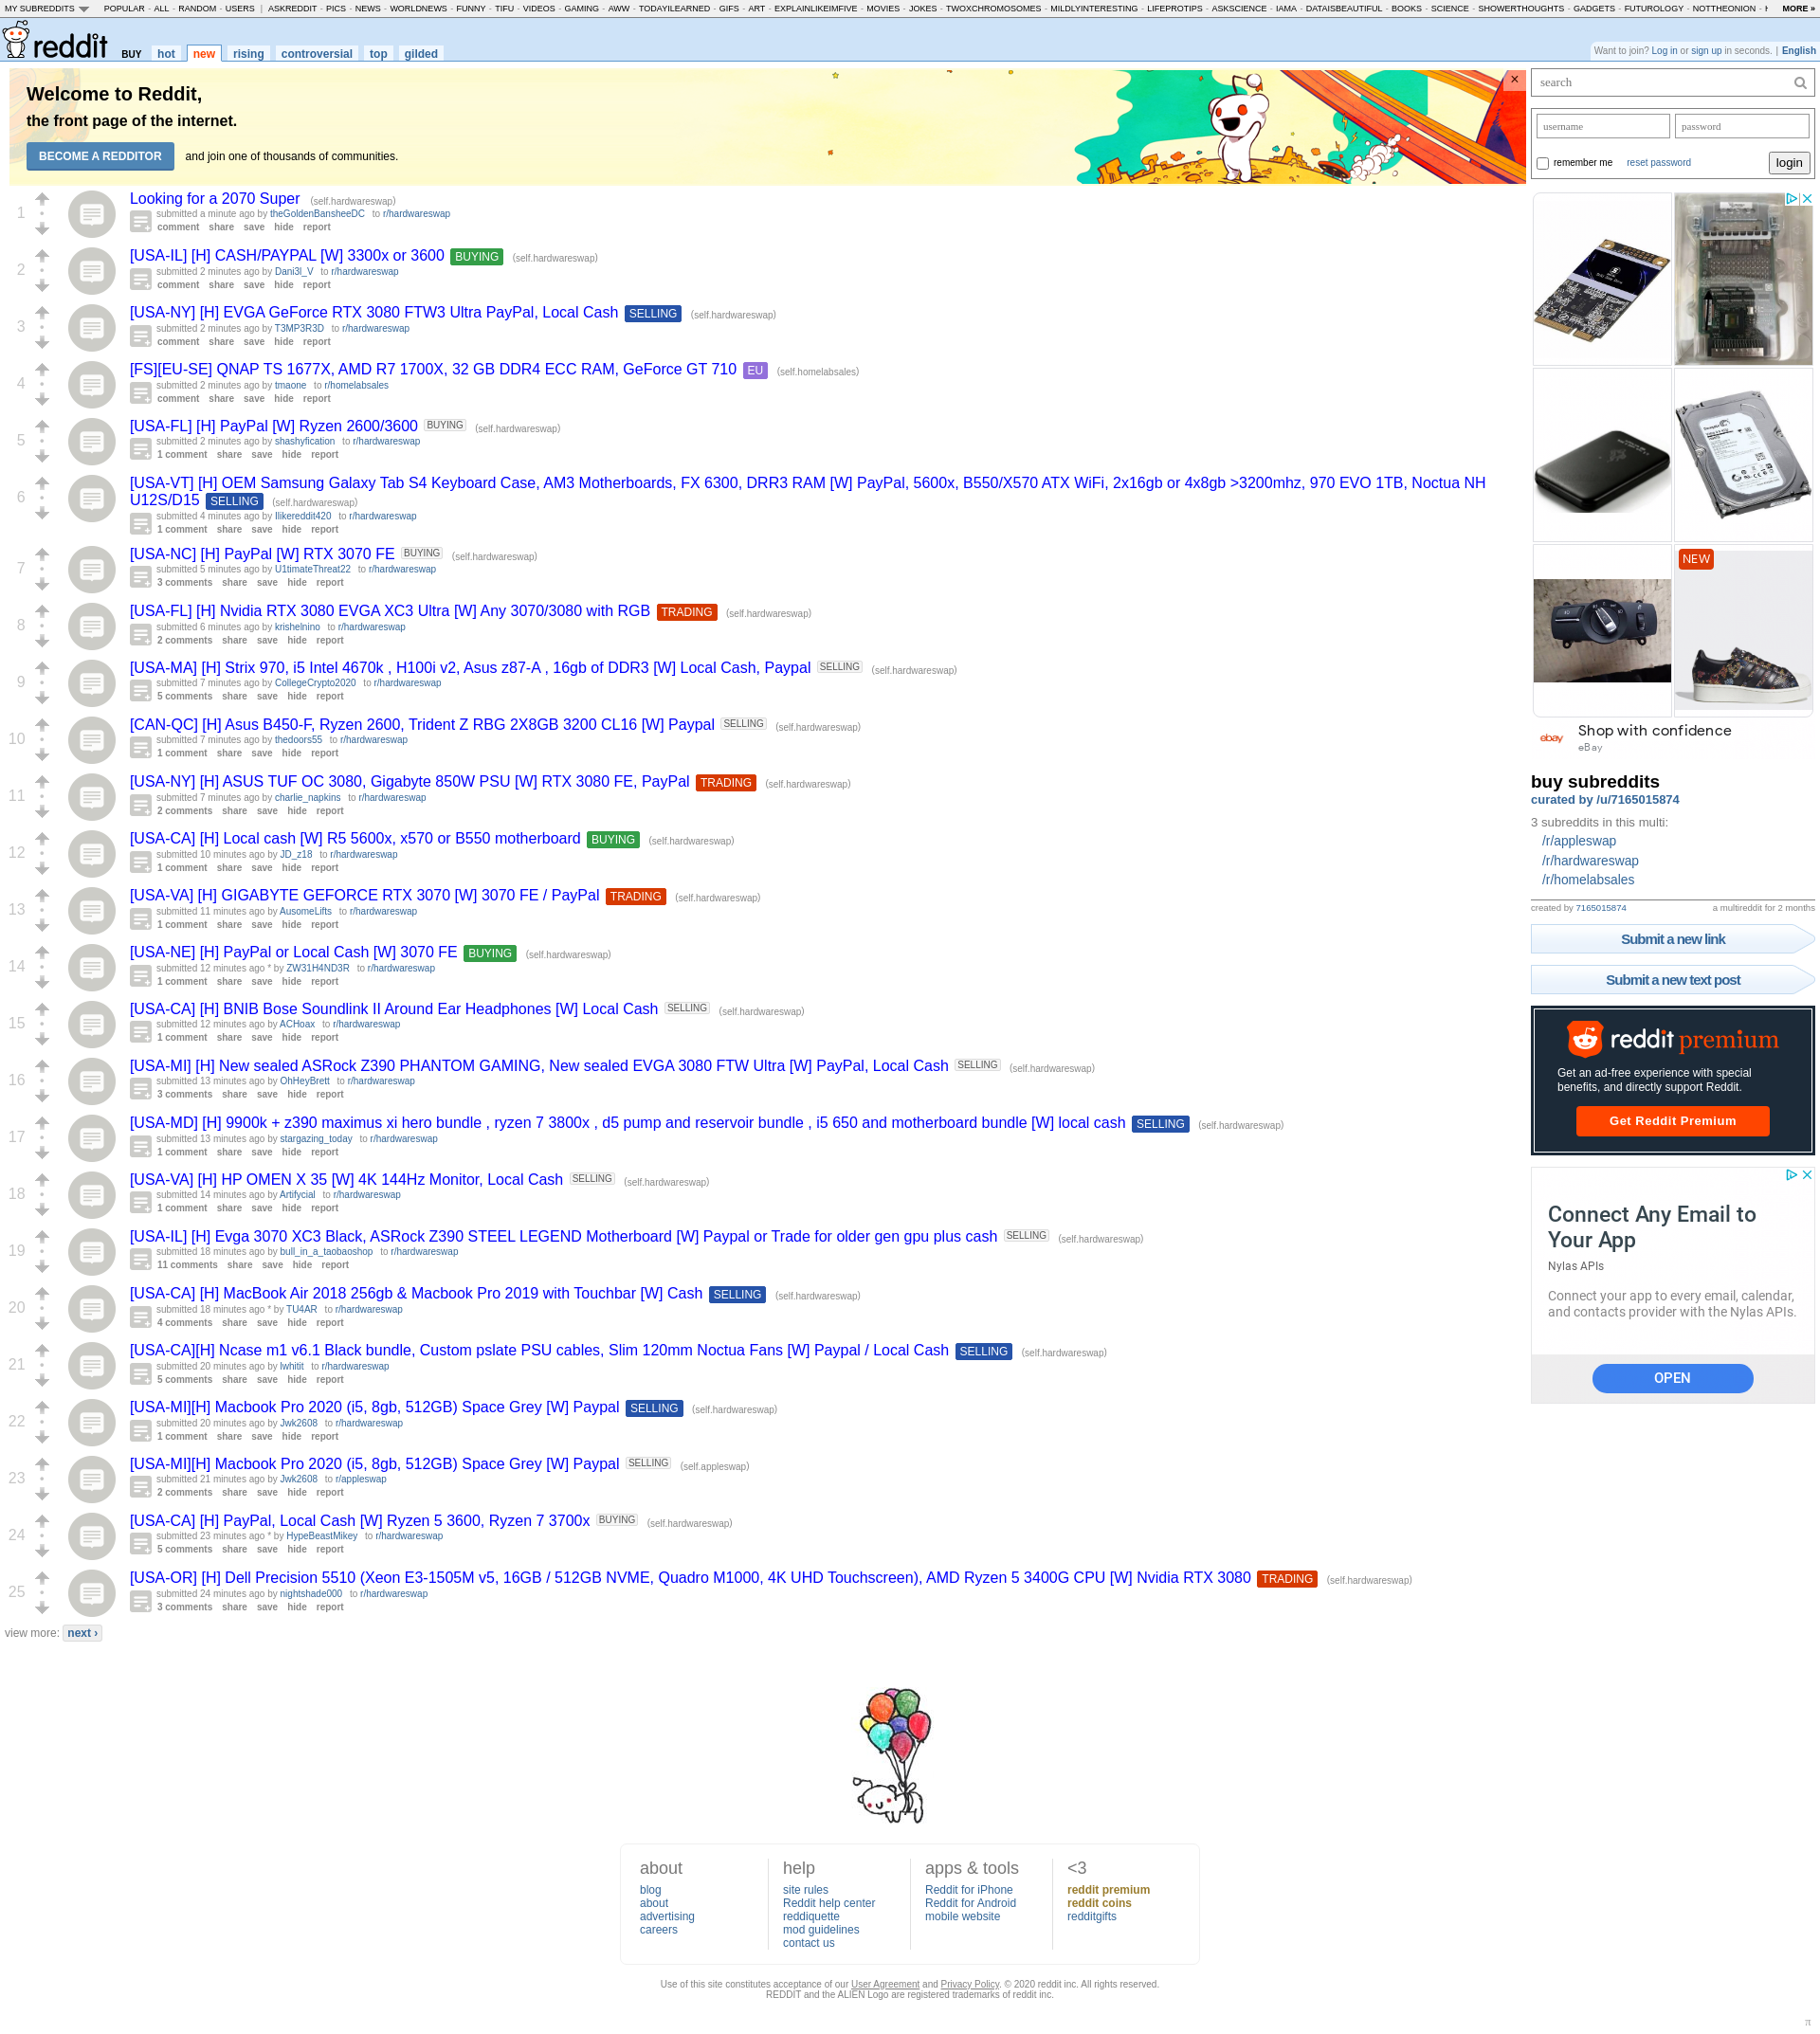 MY SUBREDDITS POPULAR - ALL - RANDOM - USERS | ASKREDDIT - PICS - NEWS - WORLDNEWS - FUNNY - TIFU - VIDEOS - GAMING - AWW - TODAYILEARNED - GIFS - ART - EXPLAINLIKEIMFIVE - MOVIES - JOKES - TWOXCHROMOSOMES - MILDLYINTERESTING - LIFEPROTIPS - ASKSCIENCE - IAMA - DATAISBEAUTIFUL - BOOKS - SCIENCE - SHOWERTHOUGHTS - GADGETS - FUTUROLOGY - NOTTHEONION - MORE »
reddit BUY hot new rising controversial top gilded
Want to join? Log in or sign up in seconds. | English
Welcome to Reddit,
the front page of the internet.
BECOME A REDDITOR and join one of thousands of communities.
1
Looking for a 2070 Super (self.hardwareswap)
submitted a minute ago by theGoldenBansheeDC to r/hardwareswap
comment share save hide report
2
[USA-IL] [H] CASH/PAYPAL [W] 3300x or 3600 BUYING (self.hardwareswap)
submitted 2 minutes ago by Dani3l_V to r/hardwareswap
comment share save hide report
3
[USA-NY] [H] EVGA GeForce RTX 3080 FTW3 Ultra PayPal, Local Cash SELLING (self.hardwareswap)
submitted 2 minutes ago by T3MP3R3D to r/hardwareswap
comment share save hide report
4
[FS][EU-SE] QNAP TS 1677X, AMD R7 1700X, 32 GB DDR4 ECC RAM, GeForce GT 710 EU (self.homelabsales)
submitted 2 minutes ago by tmaone to r/homelabsales
comment share save hide report
5
[USA-FL] [H] PayPal [W] Ryzen 2600/3600 BUYING (self.hardwareswap)
submitted 2 minutes ago by shashyfication to r/hardwareswap
1 comment share save hide report
6
[USA-VT] [H] OEM Samsung Galaxy Tab S4 Keyboard Case, AM3 Motherboards, FX 6300, DRR3 RAM [W] PayPal, 5600x, B550/X570 ATX WiFi, 2x16gb or 4x8gb >3200mhz, 970 EVO 1TB, Noctua NH
U12S/D15 SELLING (self.hardwareswap)
submitted 4 minutes ago by Ilikereddit420 to r/hardwareswap
1 comment share save hide report
7
[USA-NC] [H] PayPal [W] RTX 3070 FE BUYING (self.hardwareswap)
submitted 5 minutes ago by U1timateThreat22 to r/hardwareswap
3 comments share save hide report
8
[USA-FL] [H] Nvidia RTX 3080 EVGA XC3 Ultra [W] Any 3070/3080 with RGB TRADING (self.hardwareswap)
submitted 6 minutes ago by krishelnino to r/hardwareswap
2 comments share save hide report
9
[USA-MA] [H] Strix 970, i5 Intel 4670k , H100i v2, Asus z87-A , 16gb of DDR3 [W] Local Cash, Paypal SELLING (self.hardwareswap)
submitted 7 minutes ago by CollegeCrypto2020 to r/hardwareswap
5 comments share save hide report
10
[CAN-QC] [H] Asus B450-F, Ryzen 2600, Trident Z RBG 2X8GB 3200 CL16 [W] Paypal SELLING (self.hardwareswap)
submitted 7 minutes ago by thedoors55 to r/hardwareswap
1 comment share save hide report
11
[USA-NY] [H] ASUS TUF OC 3080, Gigabyte 850W PSU [W] RTX 3080 FE, PayPal TRADING (self.hardwareswap)
submitted 7 minutes ago by charlie_napkins to r/hardwareswap
2 comments share save hide report
12
[USA-CA] [H] Local cash [W] R5 5600x, x570 or B550 motherboard BUYING (self.hardwareswap)
submitted 10 minutes ago by JD_z18 to r/hardwareswap
1 comment share save hide report
13
[USA-VA] [H] GIGABYTE GEFORCE RTX 3070 [W] 3070 FE / PayPal TRADING (self.hardwareswap)
submitted 11 minutes ago by AusomeLifts to r/hardwareswap
1 comment share save hide report
14
[USA-NE] [H] PayPal or Local Cash [W] 3070 FE BUYING (self.hardwareswap)
submitted 12 minutes ago * by ZW31H4ND3R to r/hardwareswap
1 comment share save hide report
15
[USA-CA] [H] BNIB Bose Soundlink II Around Ear Headphones [W] Local Cash SELLING (self.hardwareswap)
submitted 12 minutes ago by ACHoax to r/hardwareswap
1 comment share save hide report
16
[USA-MI] [H] New sealed ASRock Z390 PHANTOM GAMING, New sealed EVGA 3080 FTW Ultra [W] PayPal, Local Cash SELLING (self.hardwareswap)
submitted 13 minutes ago by OhHeyBrett to r/hardwareswap
3 comments share save hide report
17
[USA-MD] [H] 9900k + z390 maximus xi hero bundle , ryzen 7 3800x , d5 pump and reservoir bundle , i5 650 and motherboard bundle [W] local cash SELLING (self.hardwareswap)
submitted 13 minutes ago by stargazing_today to r/hardwareswap
1 comment share save hide report
18
[USA-VA] [H] HP OMEN X 35 [W] 4K 144Hz Monitor, Local Cash SELLING (self.hardwareswap)
submitted 14 minutes ago by Artifycial to r/hardwareswap
1 comment share save hide report
19
[USA-IL] [H] Evga 3070 XC3 Black, ASRock Z390 STEEL LEGEND Motherboard [W] Paypal or Trade for older gen gpu plus cash SELLING (self.hardwareswap)
submitted 18 minutes ago by bull_in_a_taobaoshop to r/hardwareswap
11 comments share save hide report
20
[USA-CA] [H] MacBook Air 2018 256gb & Macbook Pro 2019 with Touchbar [W] Cash SELLING (self.hardwareswap)
submitted 18 minutes ago * by TU4AR to r/hardwareswap
4 comments share save hide report
21
[USA-CA][H] Ncase m1 v6.1 Black bundle, Custom pslate PSU cables, Slim 120mm Noctua Fans [W] Paypal / Local Cash SELLING (self.hardwareswap)
submitted 20 minutes ago by lwhitit to r/hardwareswap
5 comments share save hide report
22
[USA-MI][H] Macbook Pro 2020 (i5, 8gb, 512GB) Space Grey [W] Paypal SELLING (self.hardwareswap)
submitted 20 minutes ago by Jwk2608 to r/hardwareswap
1 comment share save hide report
23
[USA-MI][H] Macbook Pro 2020 (i5, 8gb, 512GB) Space Grey [W] Paypal SELLING (self.appleswap)
submitted 21 minutes ago by Jwk2608 to r/appleswap
2 comments share save hide report
24
[USA-CA] [H] PayPal, Local Cash [W] Ryzen 5 3600, Ryzen 7 3700x BUYING (self.hardwareswap)
submitted 23 minutes ago * by HypeBeastMikey to r/hardwareswap
5 comments share save hide report
25
[USA-OR] [H] Dell Precision 5510 (Xeon E3-1505M v5, 16GB / 512GB NVME, Quadro M1000, 4K UHD Touchscreen), AMD Ryzen 5 3400G CPU [W] Nvidia RTX 3080 TRADING (self.hardwareswap)
submitted 24 minutes ago by nightshade000 to r/hardwareswap
3 comments share save hide report
view more: next ›
search
username password
remember me reset password login
NEW
ebay Shop with confidence
eBay
buy subreddits
curated by /u/7165015874
3 subreddits in this multi:
/r/appleswap
/r/hardwareswap
/r/homelabsales
created by 7165015874 a multireddit for 2 months
Submit a new link
Submit a new text post
reddit premium
Get an ad-free experience with special
benefits, and directly support Reddit.
Get Reddit Premium
Connect Any Email to
Your App
Nylas APIs
Connect your app to every email, calendar,
and contacts provider with the Nylas APIs.
OPEN
about
blog
about
advertising
careers
help
site rules
Reddit help center
reddiquette
mod guidelines
contact us
apps & tools
Reddit for iPhone
Reddit for Android
mobile website
<3
reddit premium
reddit coins
redditgifts
Use of this site constitutes acceptance of our User Agreement and Privacy Policy. © 2020 reddit inc. All rights reserved.
REDDIT and the ALIEN Logo are registered trademarks of reddit inc.
π